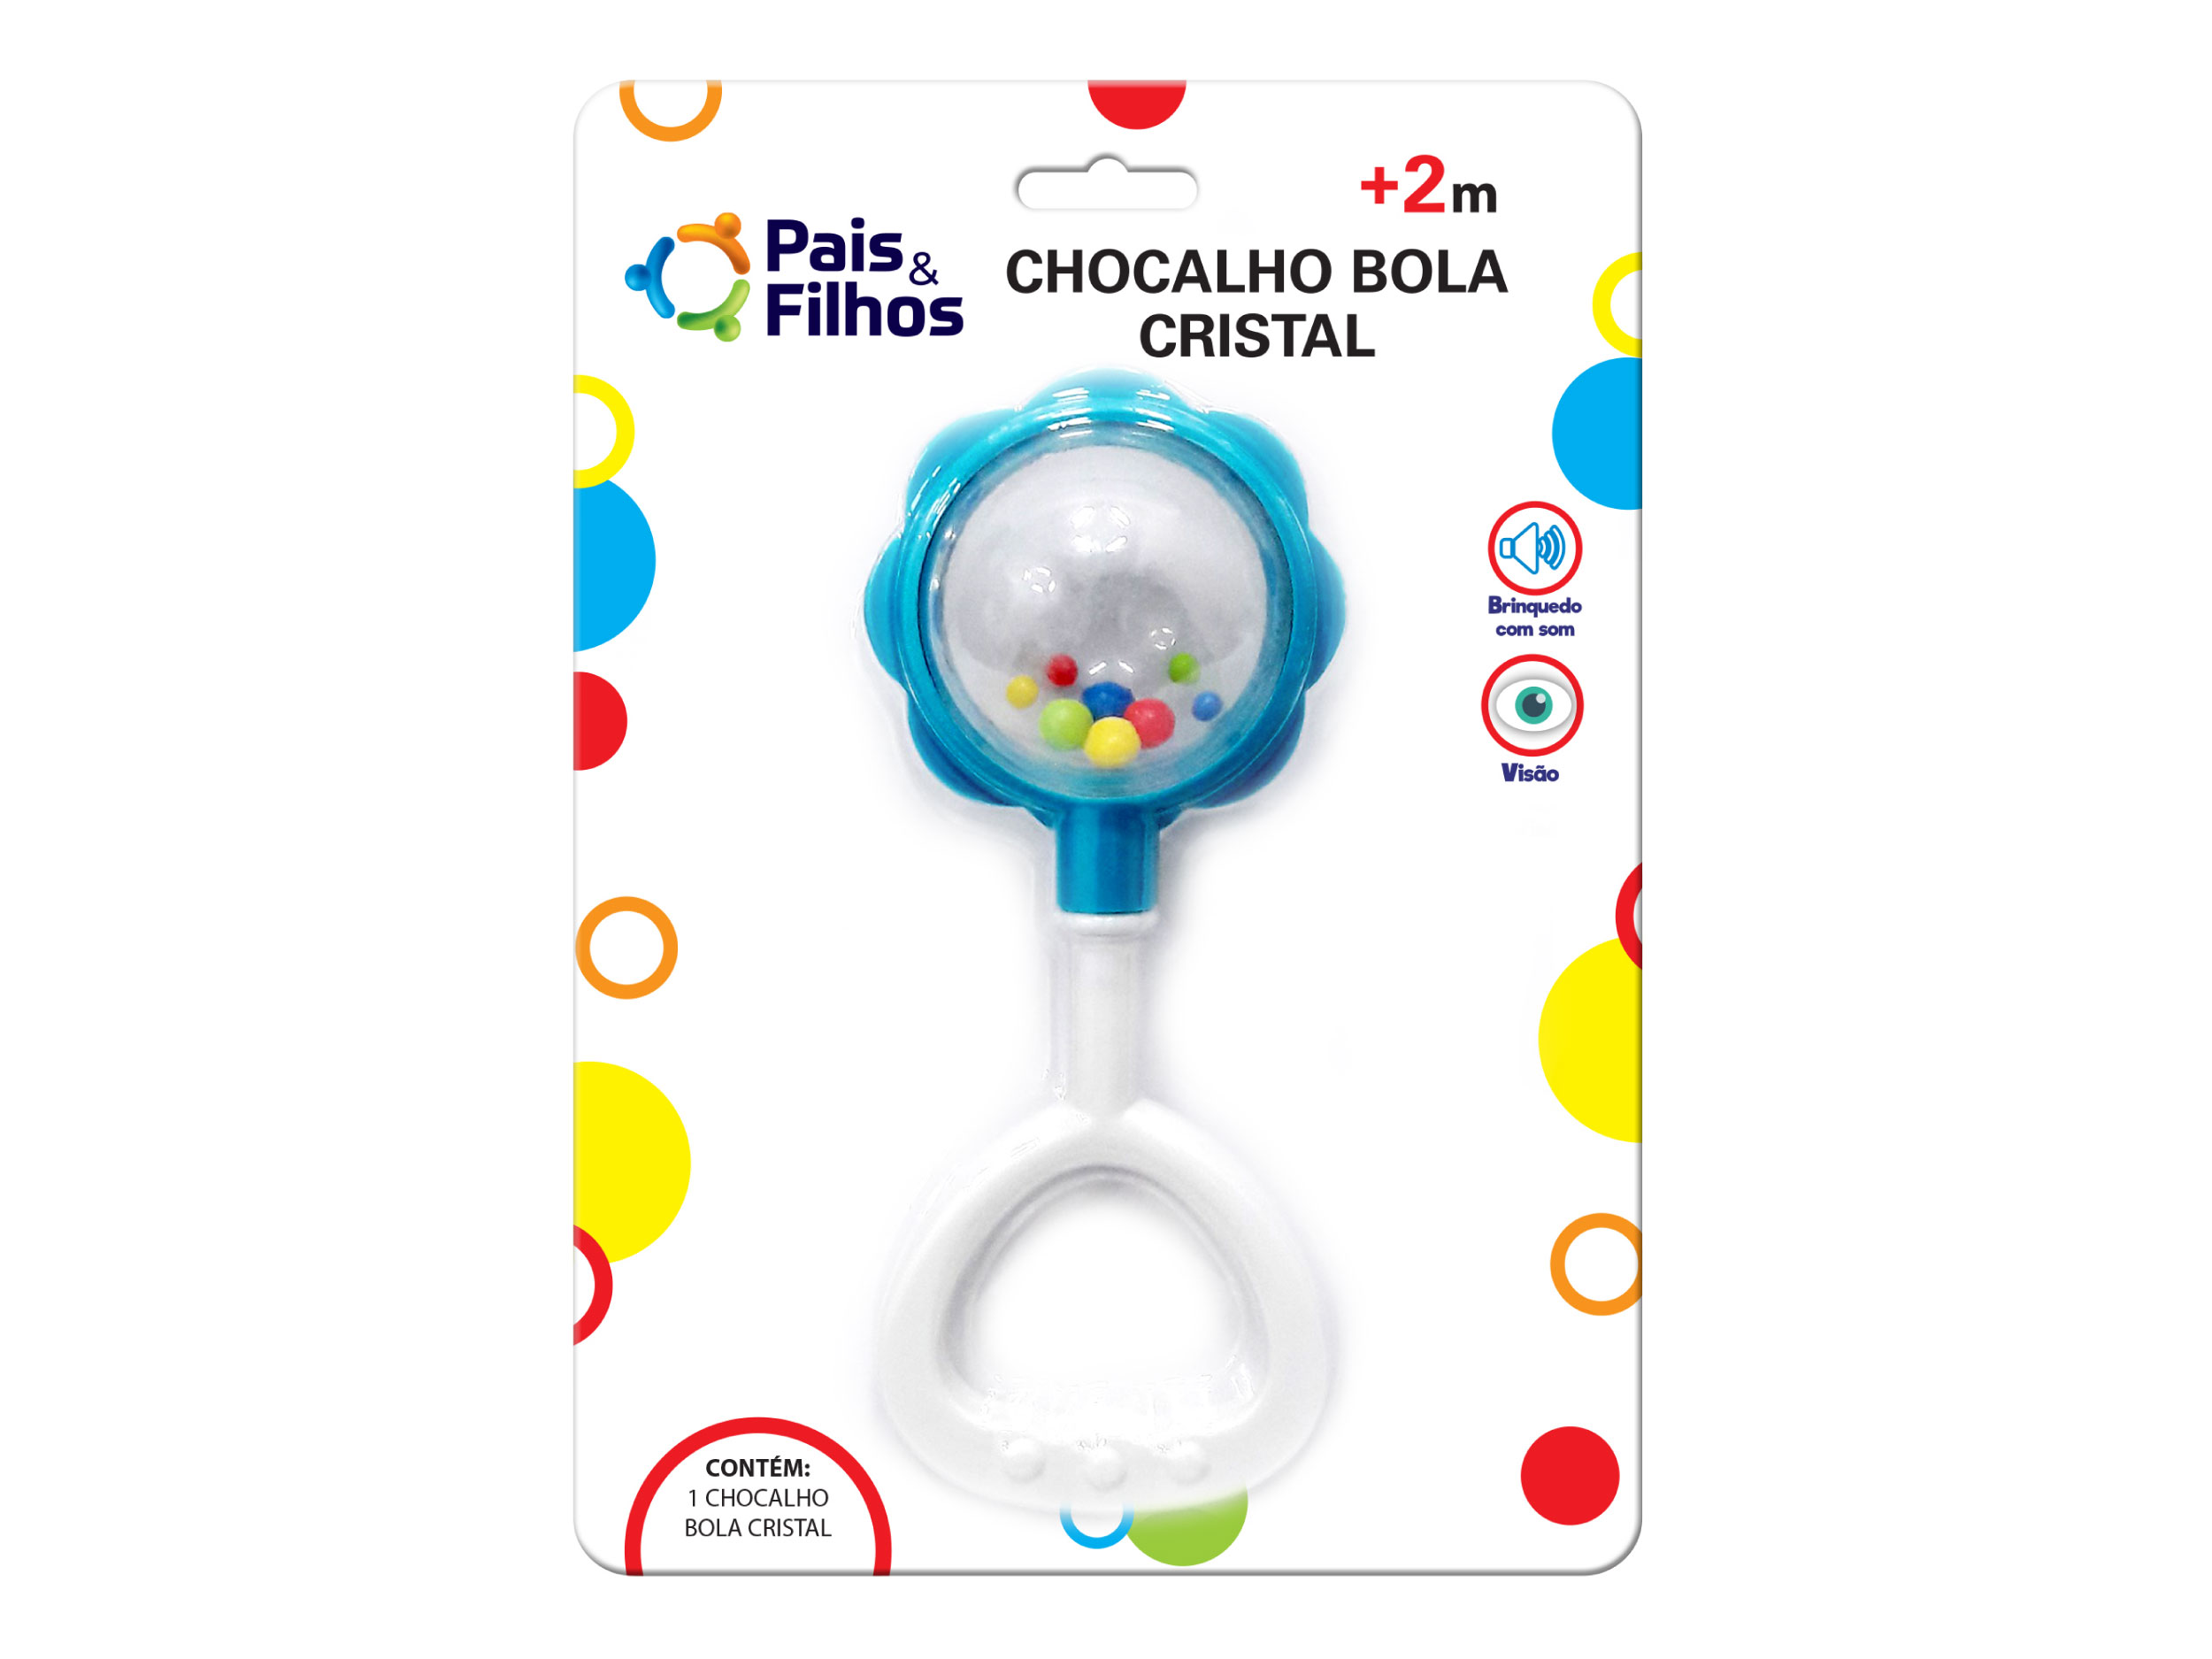 +2m
Pais &
Filhos
CHOCALHO BOLA
CRISTAL
Brinquedo
com som
Visão
CONTÉM:
1 CHOCALHO
BOLA CRISTAL